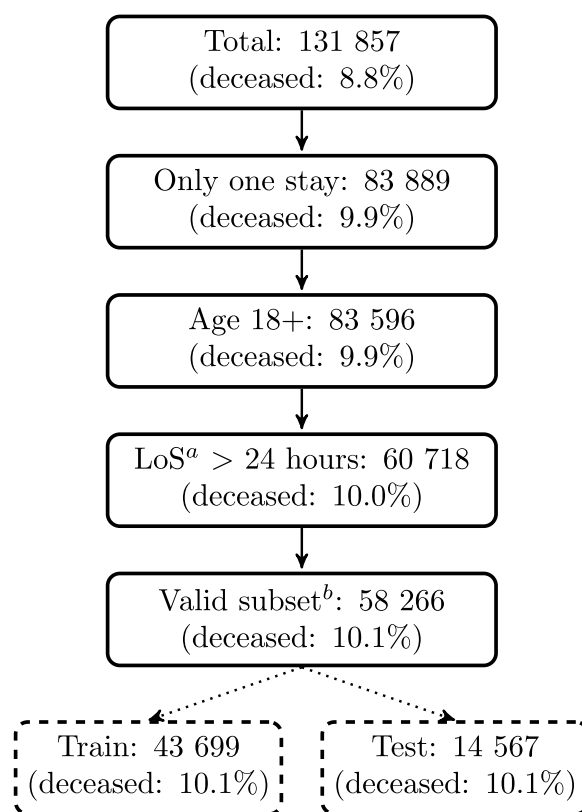 Total: 131 857
(deceased: 8.8%)
Only one stay: 83 889
(deceased: 9.9%)
Age 18+: 83 596
(deceased: 9.9%)
LoSᵃ > 24 hours: 60 718
(deceased: 10.0%)
Valid subsetᵇ: 58 266
(deceased: 10.1%)
Train: 43 699
(deceased: 10.1%)
Test: 14 567
(deceased: 10.1%)